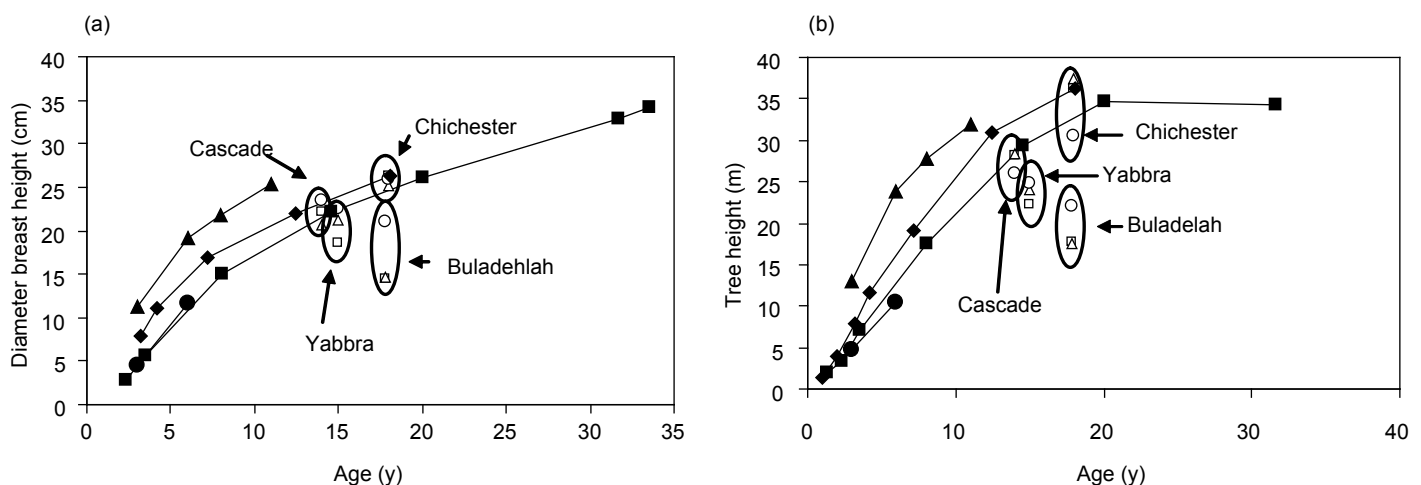 (a)
Diameter breast height (cm)
40
35
30
25
20
15
10
5
0
0 5 10 15 20 25 30 35
Age (y)
Cascade
Chichester
Yabbra
Buladehlah
(b)
Tree height (m)
40
35
30
25
20
15
10
5
0
0 10 20 30 40
Age (y)
Chichester
Yabbra
Buladelah
Cascade